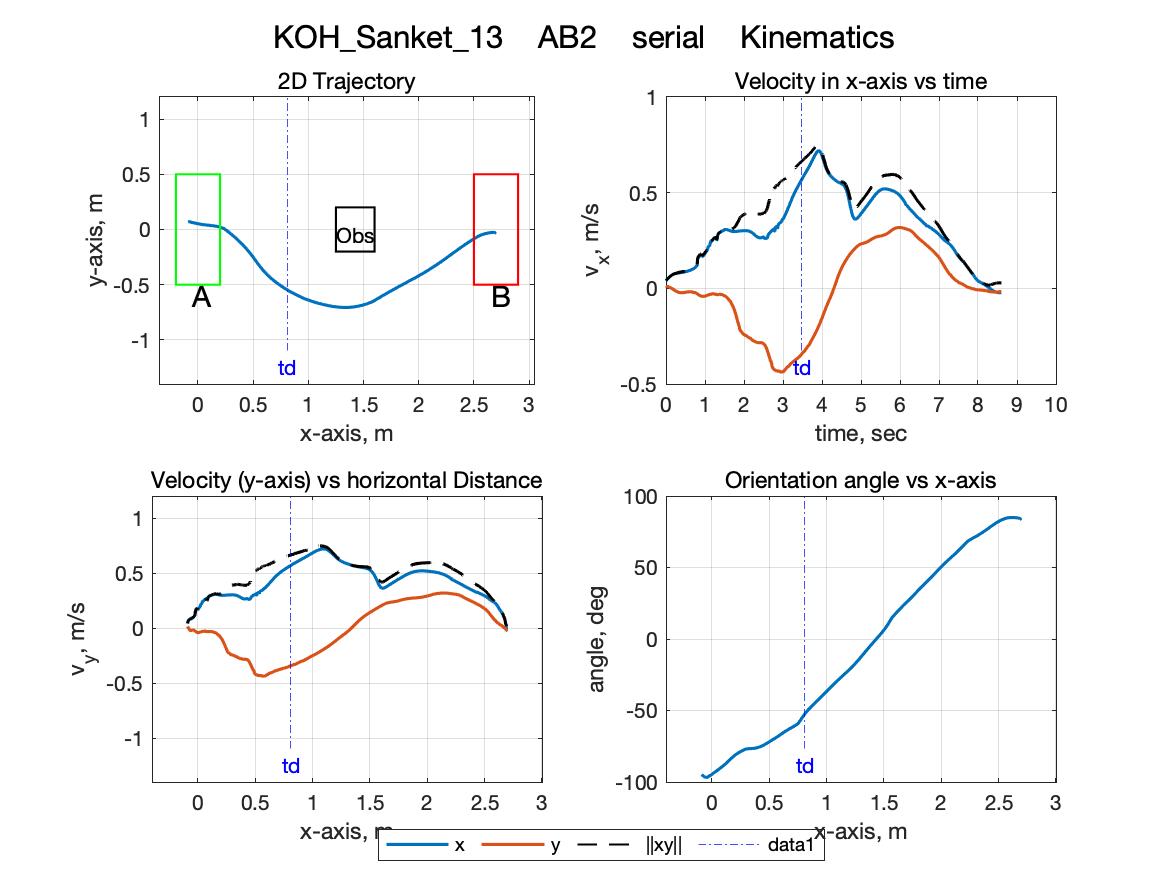 KOH_Sanket_13 AB2 serial Kinematics
2D Trajectory
1
0.5
0
-0.5
-1
y-axis, m
A
Obs
B
td
0 0.5 1 1.5 2 2.5 3
x-axis, m
Velocity in x-axis vs time
1
0.5
0
-0.5
v_x, m/s
td
0 1 2 3 4 5 6 7 8 9 10
time, sec
Velocity (y-axis) vs horizontal Distance
1
0.5
0
-0.5
-1
v_y, m/s
td
0 0.5 1 1.5 2 2.5 3
x-axis, m
Orientation angle vs x-axis
100
50
0
-50
-100
angle, deg
td
0 0.5 1 1.5 2 2.5 3
x-axis, m
x y ||xy|| data1